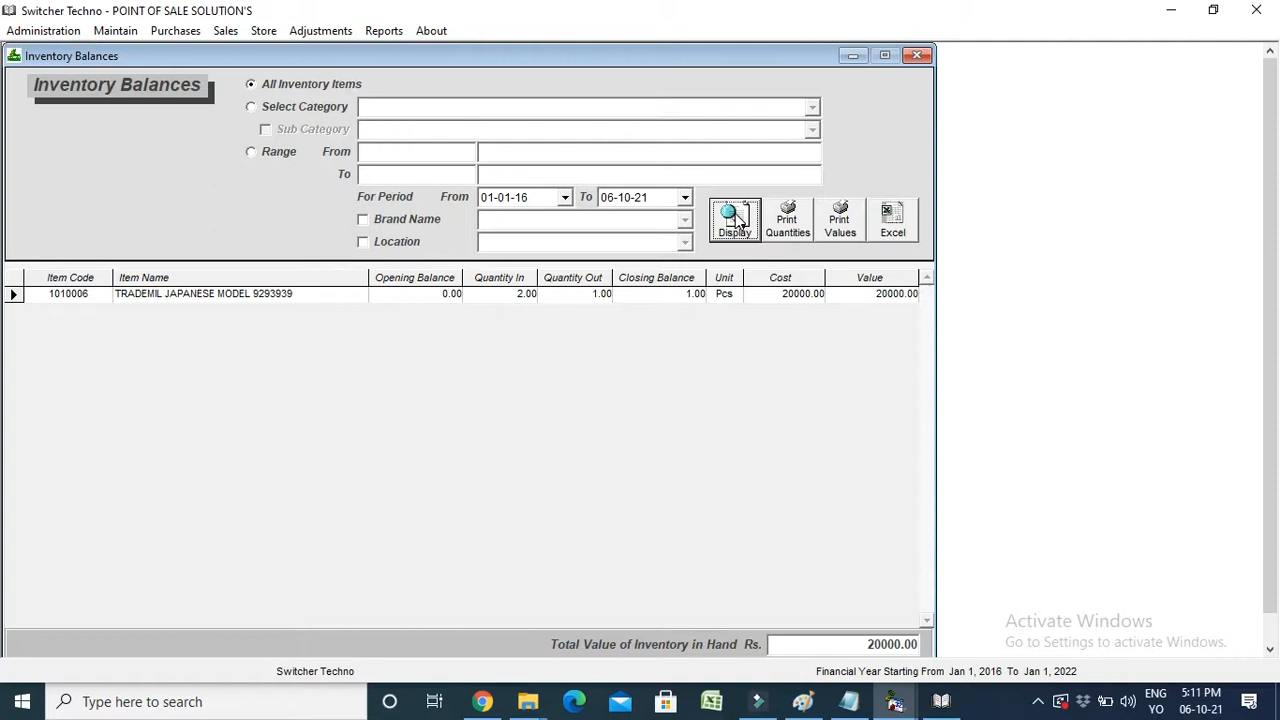 Switcher Techno - POINT OF SALE SOLUTION'S
Administration Maintain Purchases Sales Store Adjustments Reports About
Inventory Balances
Inventory Balances
All Inventory Items
Select Category
Sub Category
Range From
To
For Period From 01-01-16 To 06-10-21
Brand Name
Location
Display
Print Quantities
Print Values
Excel
Item Code Item Name Opening Balance Quantity In Quantity Out Closing Balance Unit Cost Value
1010006 TRADEMIL JAPANESE MODEL 9293939 0.00 2.00 1.00 1.00 Pcs 20000.00 20000.00
Total Value of Inventory in Hand Rs. 20000.00
Activate Windows
Go to Settings to activate Windows.
Switcher Techno Financial Year Starting From Jan 1, 2016 To Jan 1, 2022
Type here to search
ENG 5:11 PM
YO 06-10-21